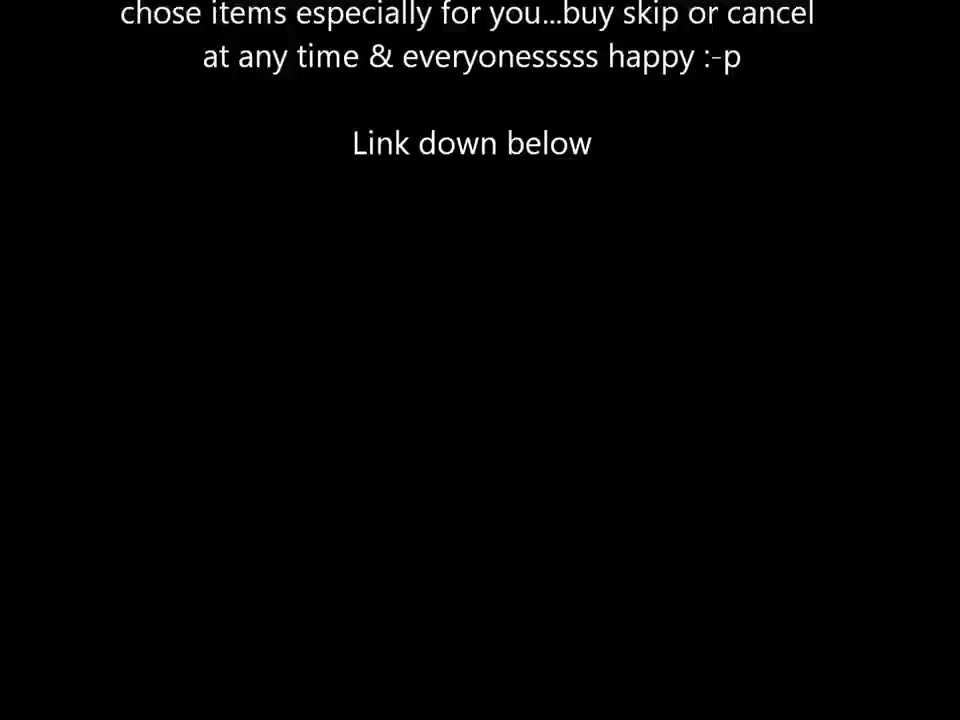 chose items especially for you...buy skip or cancel
at any time & everyonesssss happy :-p
Link down below